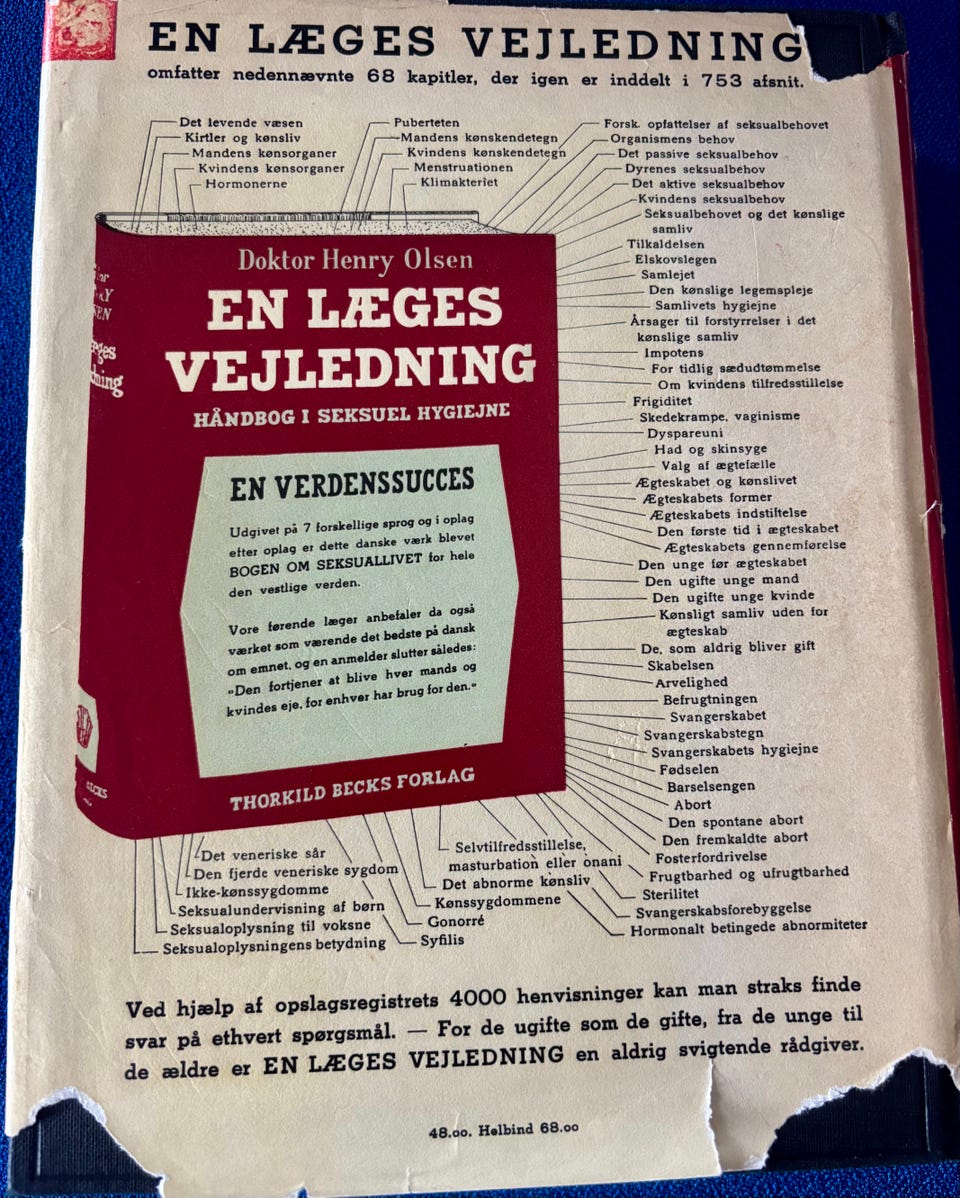 EN LÆGES VEJLEDNING
omfatter nedennævnte 68 kapitler, der igen er inddelt i 753 afsnit.
Det levende væsen
Kirtler og kønsliv
Mandens kønsorganer
Kvindens kønsorganer
Hormonerne
Puberteten
Mandens kønskendetegn
Kvindens kønskendetegn
Menstruationen
Klimakteriet
Forsk. opfattelser af seksualbehovet
Organismens behov
Det passive seksualbehov
Dyrenes seksualbehov
Det aktive seksualbehov
Kvindens seksualbehov
Seksualbehovet og det kønslige
samliv
Tilkaldelsen
Elskovslegen
Samlejet
Den kønslige legemspleje
Samlivets hygiejne
Årsager til forstyrrelser i det
kønslige samliv
Impotens
For tidlig sædudtømmelse
Om kvindens tilfredsstillelse
Frigiditet
Skedekrampe, vaginisme
Dyspareuni
Had og skinsyge
Valg af ægtefælle
Ægteskabet og kønslivet
Ægteskabets former
Ægteskabets indstiftelse
Den første tid i ægteskabet
Ægteskabets gennemførelse
Den unge før ægteskabet
Den ugifte unge mand
Den ugifte unge kvinde
Kønsligt samliv uden for
ægteskab
De, som aldrig bliver gift
Skabelsen
Arvelighed
Befrugtningen
Svangerskabet
Svangerskabstegn
Svangerskabets hygiejne
Fødselen
Barselsengen
Abort
Den spontane abort
Den fremkaldte abort
Fosterfordrivelse
Frugtbarhed og ufrugtbarhed
Sterilitet
Svangerskabsforebyggelse
Hormonalt betingede abnormiteter
Doktor Henry Olsen
EN LÆGES
VEJLEDNING
HÅNDBOG I SEKSUEL HYGIEJNE
EN VERDENSSUCCES
Udgivet på 7 forskellige sprog og i oplag
efter oplag er dette danske værk blevet
BOGEN OM SEKSUALLIVET for hele
den vestlige verden.
Vore førende læger anbefaler da også
værket som værende det bedste på dansk
om emnet, og en anmelder slutter således:
„Den fortjener at blive hver mands og
kvindes eje, for enhver har brug for den."
THORKILD BECKS FORLAG
Det veneriske sår
Den fjerde veneriske sygdom
Ikke-kønssygdomme
Seksualundervisning af børn
Seksualoplysning til voksne
Seksualoplysningens betydning
Selvtilfredsstillelse,
masturbation eller onani
Det abnorme kønsliv
Kønssygdommene
Gonorré
Syfilis
Ved hjælp af opslagsregistrets 4000 henvisninger kan man straks finde
svar på ethvert spørgsmål. — For de ugifte som de gifte, fra de unge til
de ældre er EN LÆGES VEJLEDNING en aldrig svigtende rådgiver.
48.oo. Helbind 68.oo